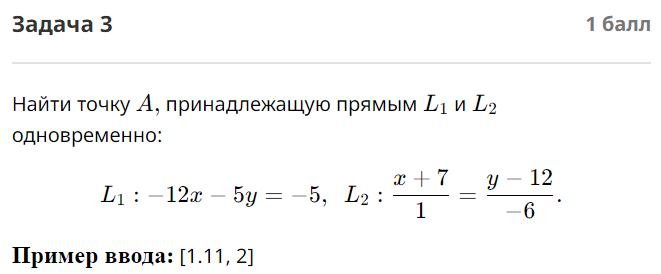 Задача 3
1 балл
Найти точку A, принадлежащую прямым L₁ и L₂
одновременно:
L₁ : −12x − 5y = −5, L₂ : (x + 7)/1 = (y − 12)/(−6).
Пример ввода: [1.11, 2]